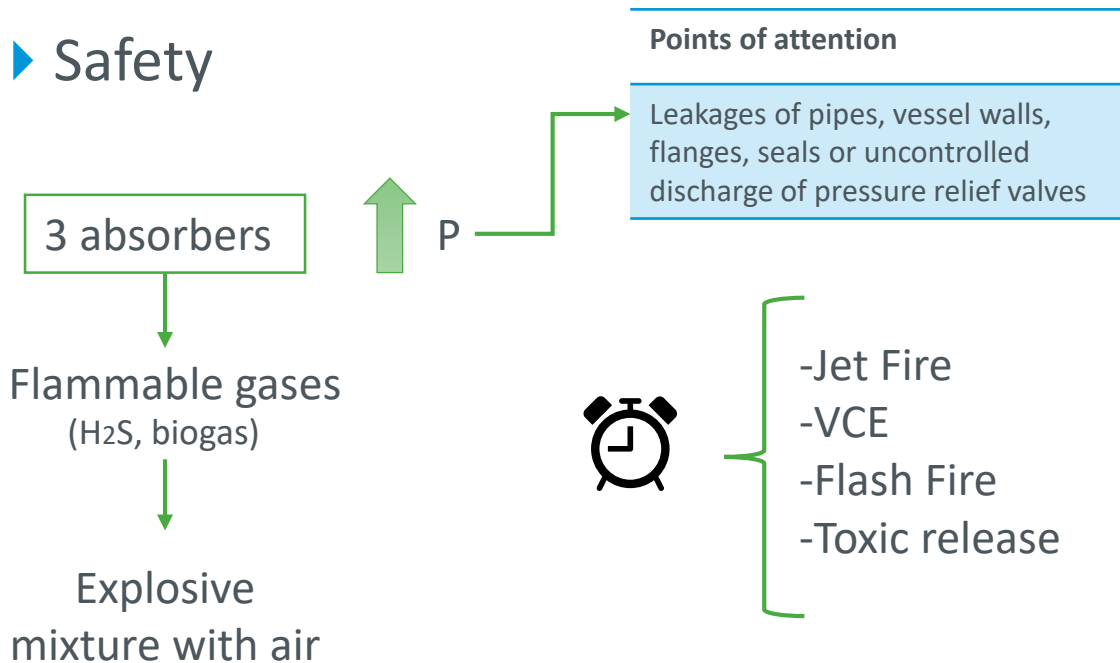 Safety
Points of attention
Leakages of pipes, vessel walls,
flanges, seals or uncontrolled
discharge of pressure relief valves
3 absorbers
P
Flammable gases
(H2S, biogas)
Explosive
mixture with air
-Jet Fire
-VCE
-Flash Fire
-Toxic release